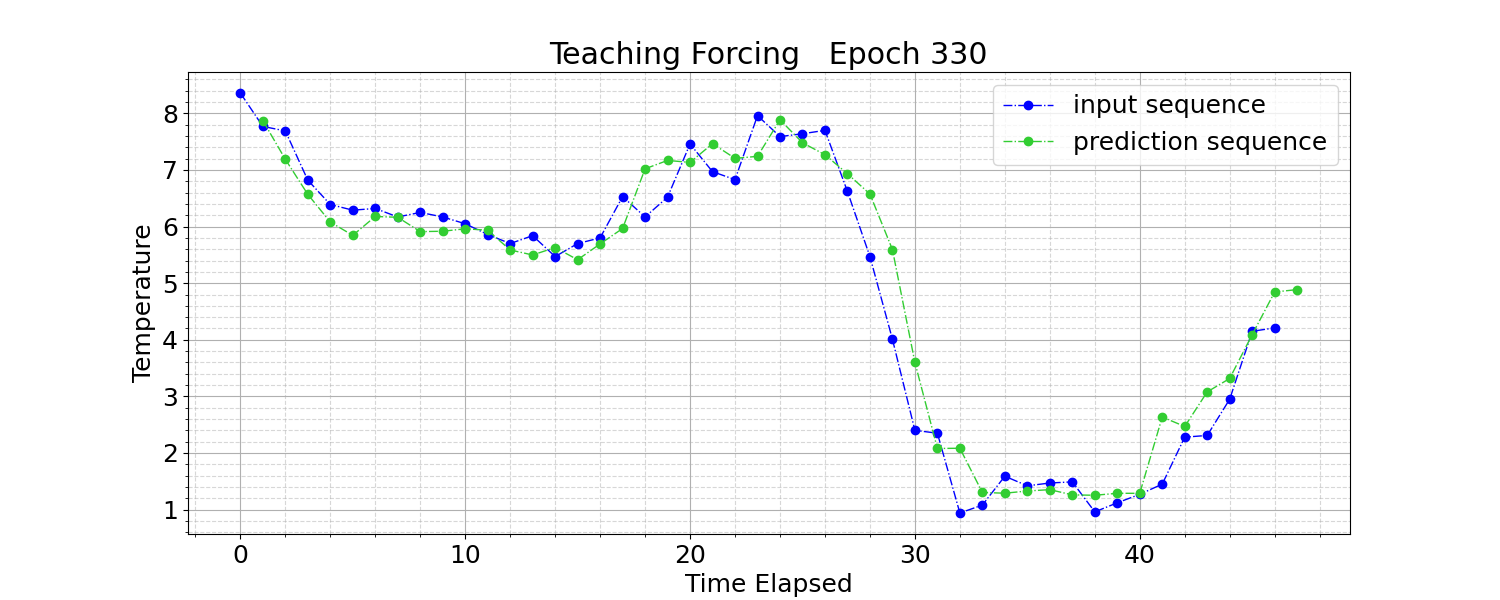 Teaching Forcing   Epoch 330
input sequence
prediction sequence
Temperature
8
7
6
5
4
3
2
1
0 10 20 30 40
Time Elapsed